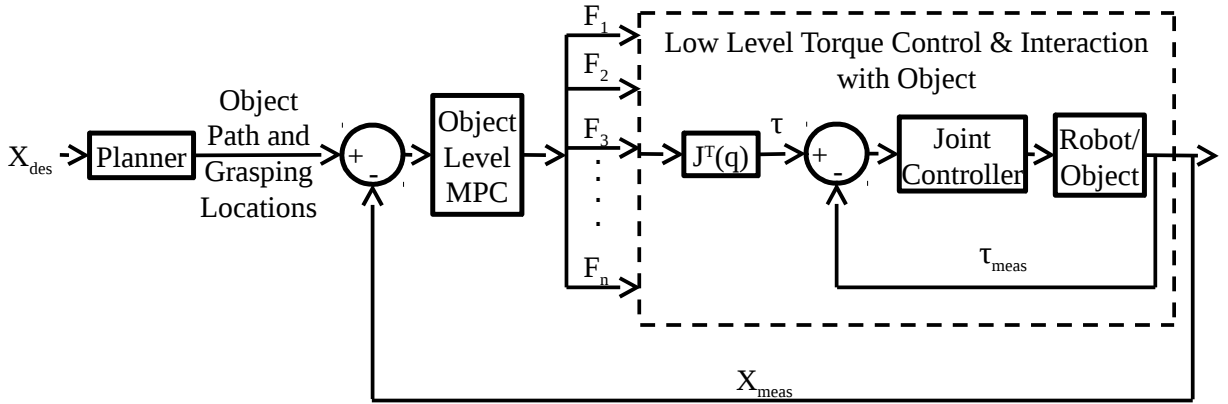 X_des
Planner
Object
Path and
Grasping
Locations
+
-
Object
Level
MPC
F_1
F_2
F_3
F_n
Low Level Torque Control & Interaction
with Object
J^T(q)
τ
+
-
Joint
Controller
Robot/
Object
τ_meas
X_meas